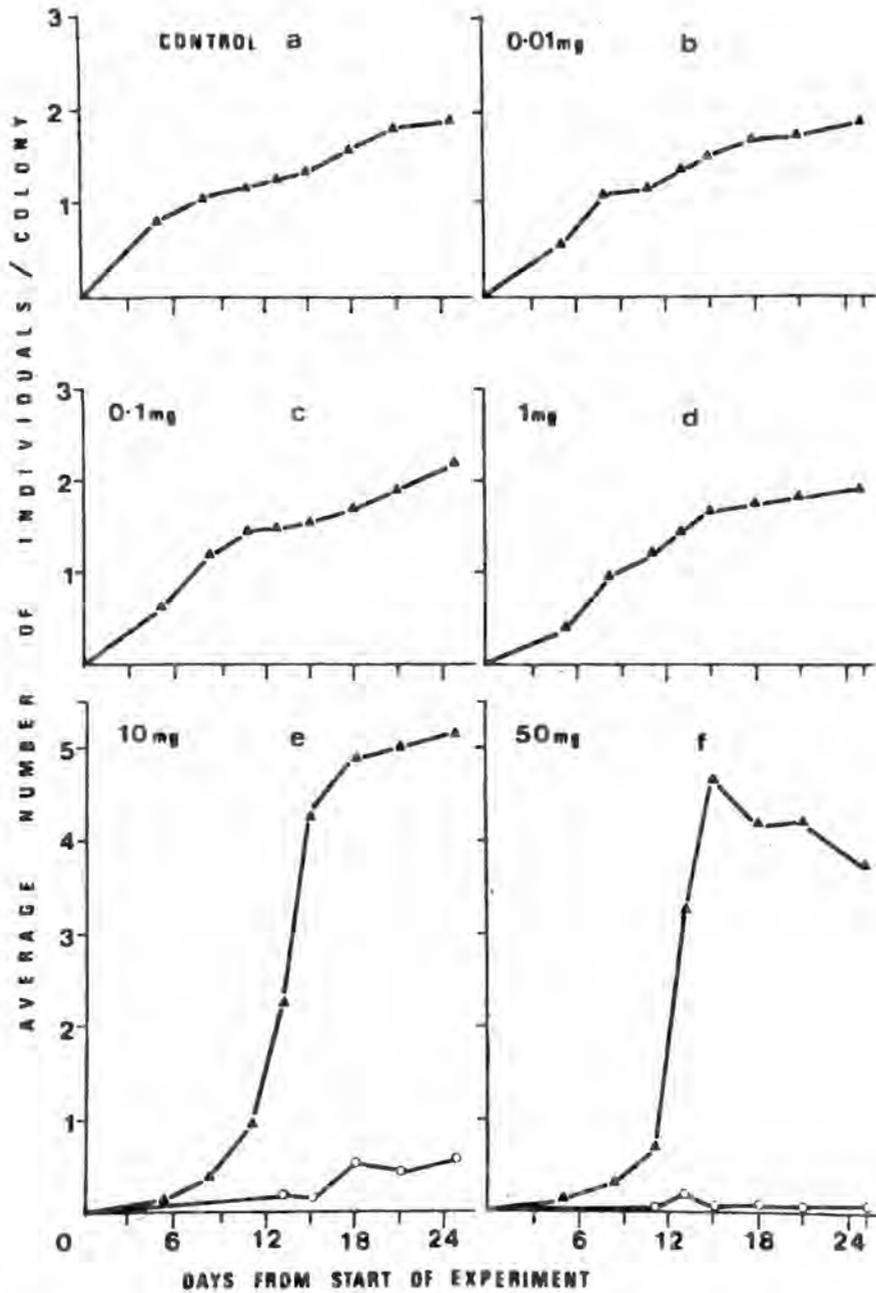 AVERAGE NUMBER OF INDIVIDUALS / COLONY
3
2
1
CONTROL a
0·01mg b
3
2
1
0·1mg c
1mg d
5
4
3
2
1
10mg e
50mg f
0 6 12 18 24 6 12 18 24
DAYS FROM START OF EXPERIMENT